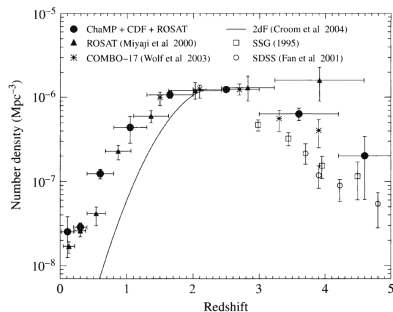 ChaMP + CDF + ROSAT
2dF (Croom et al 2004)
ROSAT (Miyaji et al 2000)
SSG (1995)
COMBO-17 (Wolf et al 2003)
SDSS (Fan et al 2001)
Number density (Mpc⁻³)
10⁻⁵
10⁻⁶
10⁻⁷
10⁻⁸
0 1 2 3 4 5
Redshift